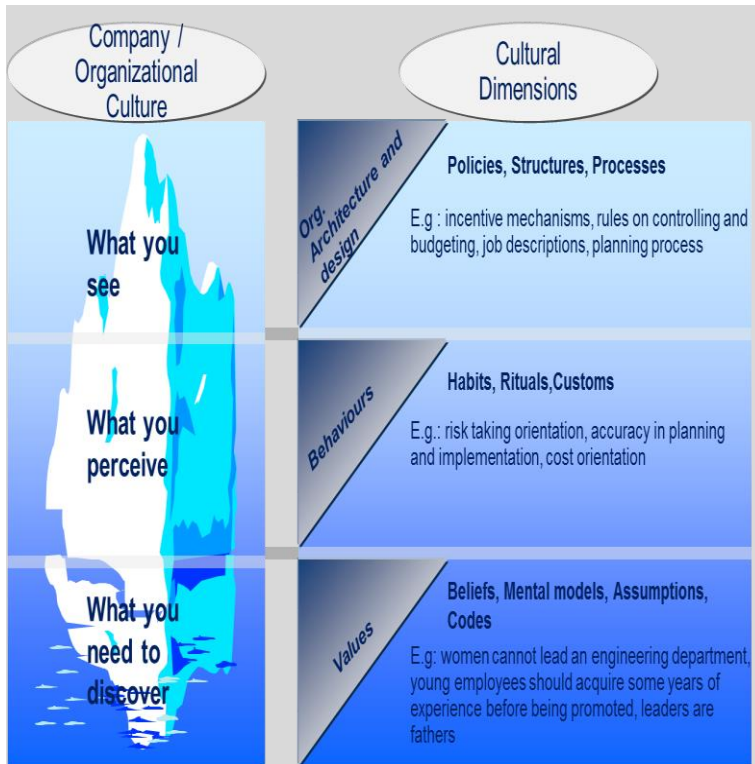 Company /
Organizational
Culture
Cultural
Dimensions
What you
see
Org.
Architecture and
design
Policies, Structures, Processes
E.g : incentive mechanisms, rules on controlling and
budgeting, job descriptions, planning process
What you
perceive
Behaviours
Habits, Rituals,Customs
E.g.: risk taking orientation, accuracy in planning
and implementation, cost orientation
What you
need to
discover
Values
Beliefs, Mental models, Assumptions,
Codes
E.g: women cannot lead an engineering department,
young employees should acquire some years of
experience before being promoted, leaders are
fathers